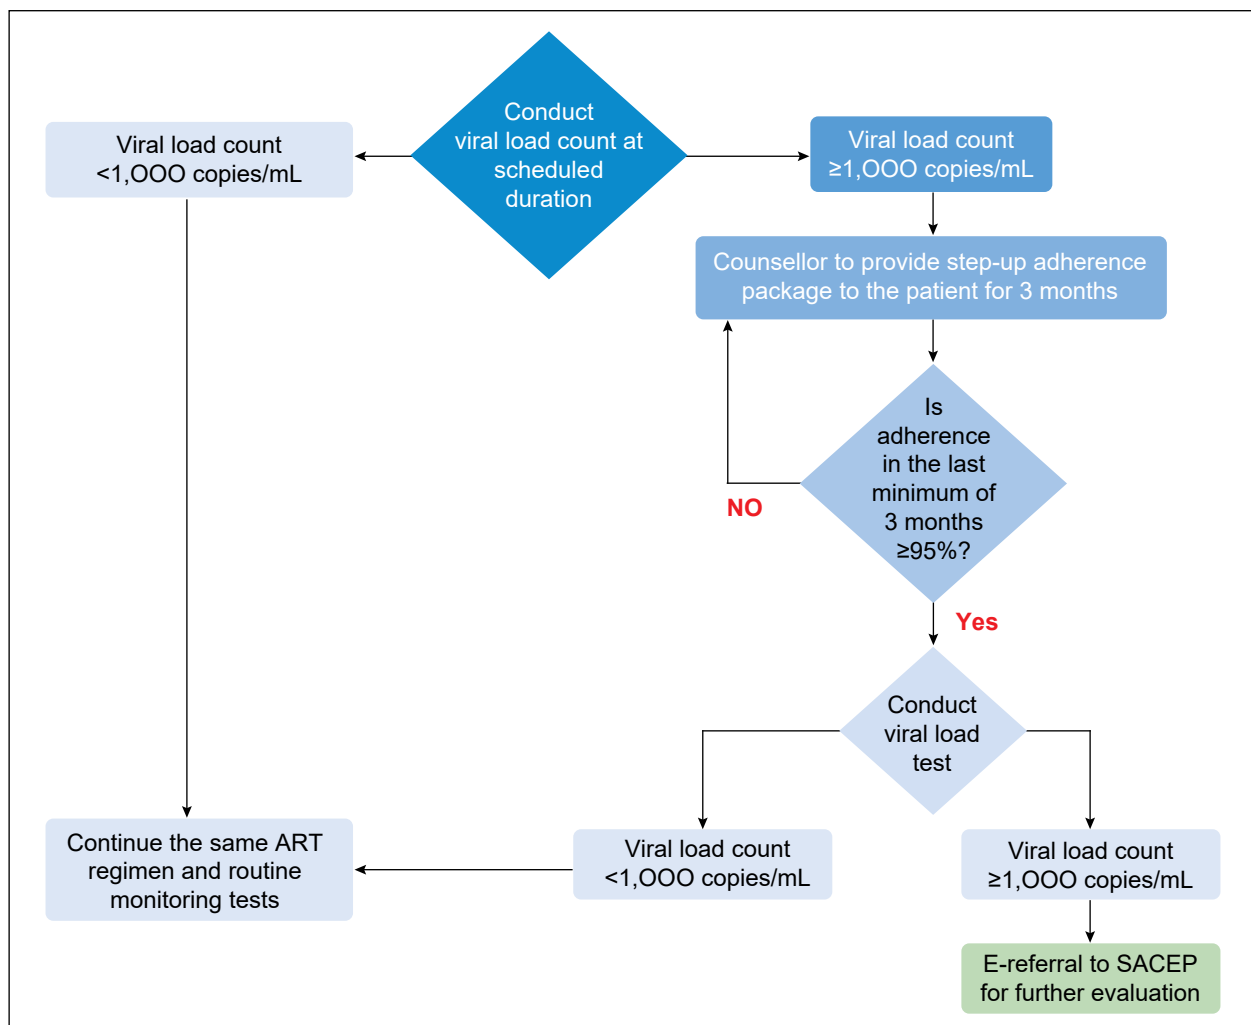 Conduct
viral load count at
scheduled
duration
Viral load count
<1,OOO copies/mL
Viral load count
≥1,OOO copies/mL
Counsellor to provide step-up adherence
package to the patient for 3 months
Is
adherence
in the last
minimum of
3 months
≥95%?
NO
Yes
Conduct
viral load
test
Continue the same ART
regimen and routine
monitoring tests
Viral load count
<1,OOO copies/mL
Viral load count
≥1,OOO copies/mL
E-referral to SACEP
for further evaluation